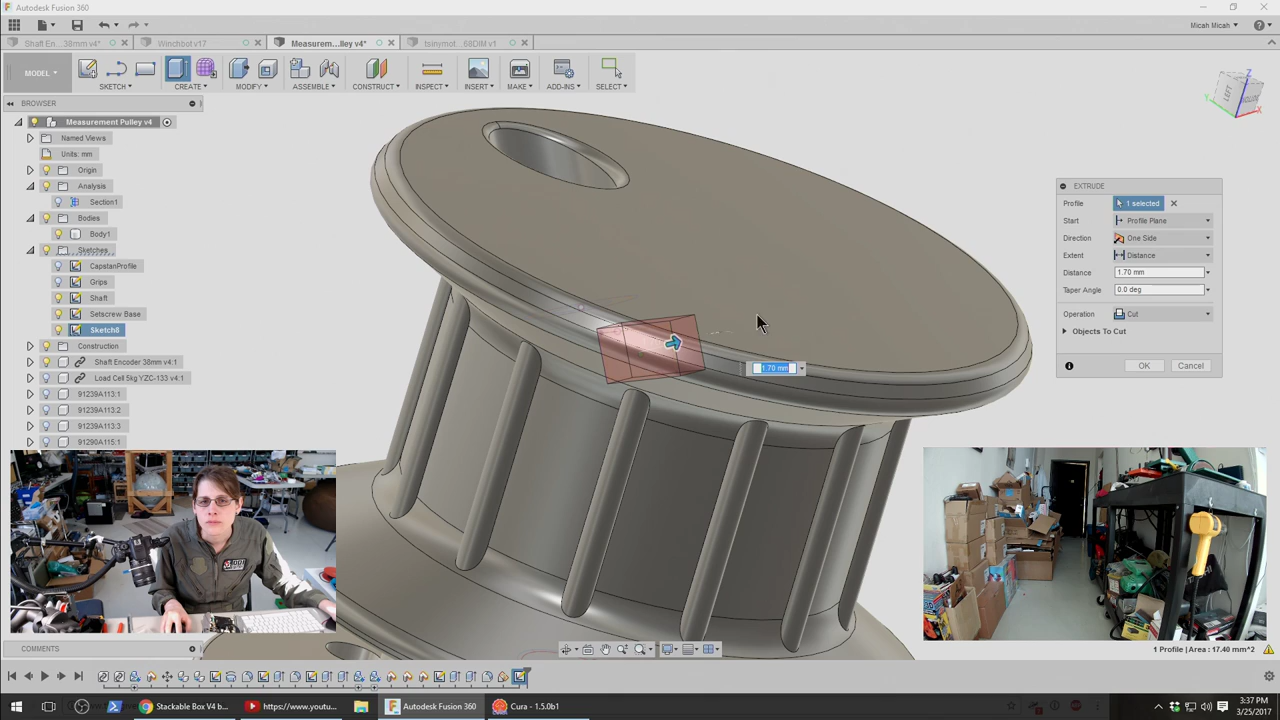 Autodesk Fusion 360
Micah Micah
Shaft En...38mm v4*
Winchbot v17
Measurem...lley v4*
tsinymot...68DIM v1
MODEL
SKETCH
CREATE
MODIFY
ASSEMBLE
CONSTRUCT
INSPECT
INSERT
MAKE
ADD-INS
SELECT
BROWSER
Measurement Pulley v4
Named Views
Units: mm
Origin
Analysis
Section1
Bodies
Body1
Sketches
CapstanProfile
Grips
Shaft
Setscrew Base
Sketch8
Construction
Shaft Encoder 38mm v4:1
Load Cell 5kg YZC-133 v4:1
91239A113:1
91239A113:2
91239A113:3
91290A115:1
Z
Y
X
LEFT
EXTRUDE
Profile
1 selected
Start
Profile Plane
Direction
One Side
Extent
Distance
Distance
1.70 mm
Taper Angle
0.0 deg
Operation
Cut
Objects To Cut
OK
Cancel
1.70 mm
COMMENTS
1 Profile | Area : 17.40 mm^2
Stackable Box V4 b...
https://www.youtu...
Autodesk Fusion 360
Cura - 1.5.0b1
3:37 PM
3/25/2017